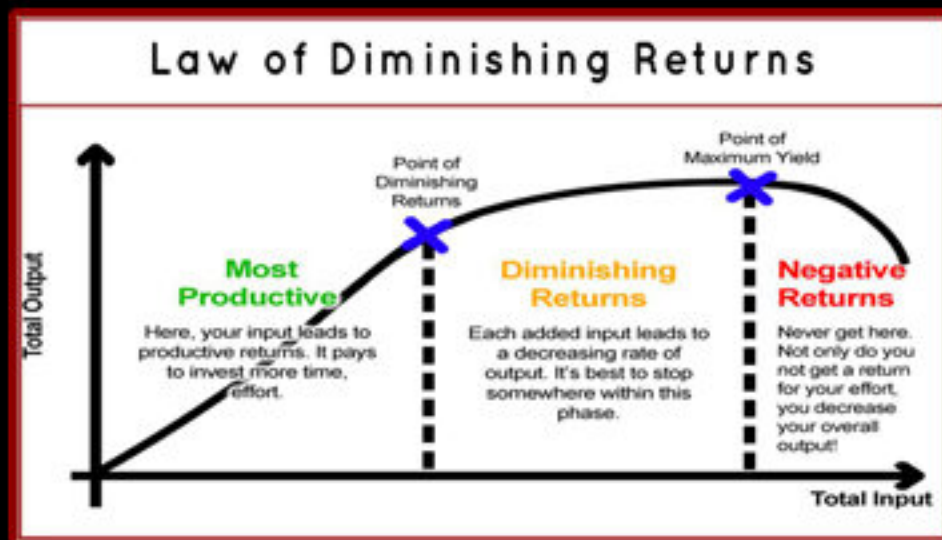 Law of Diminishing Returns
Point of
Diminishing
Returns
Point of
Maximum Yield
Total Output
Most
Productive
Here, your input leads to
productive returns. It pays
to invest more time,
effort.
Diminishing
Returns
Each added input leads to
a decreasing rate of
output. It's best to stop
somewhere within this
phase.
Negative
Returns
Never get here.
Not only do you
not get a return
for your effort,
you decrease
your overall
output!
Total Input